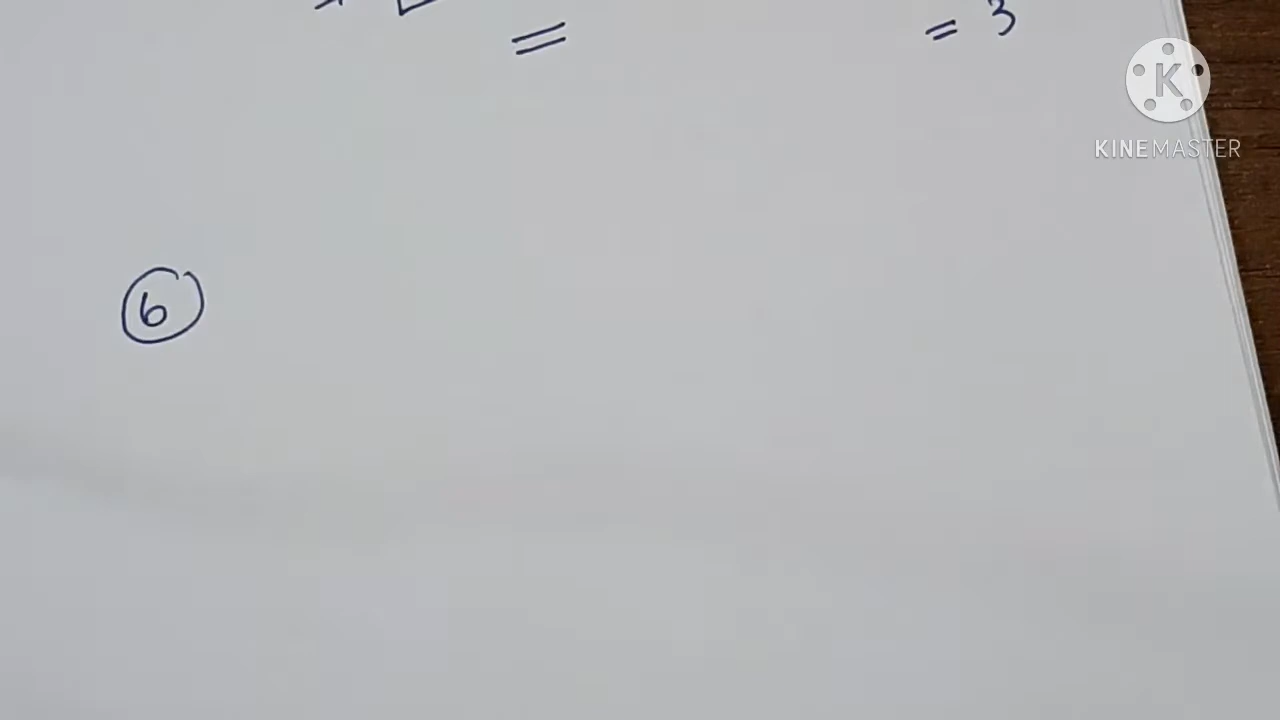 = = 3
K
KINEMASTER
6